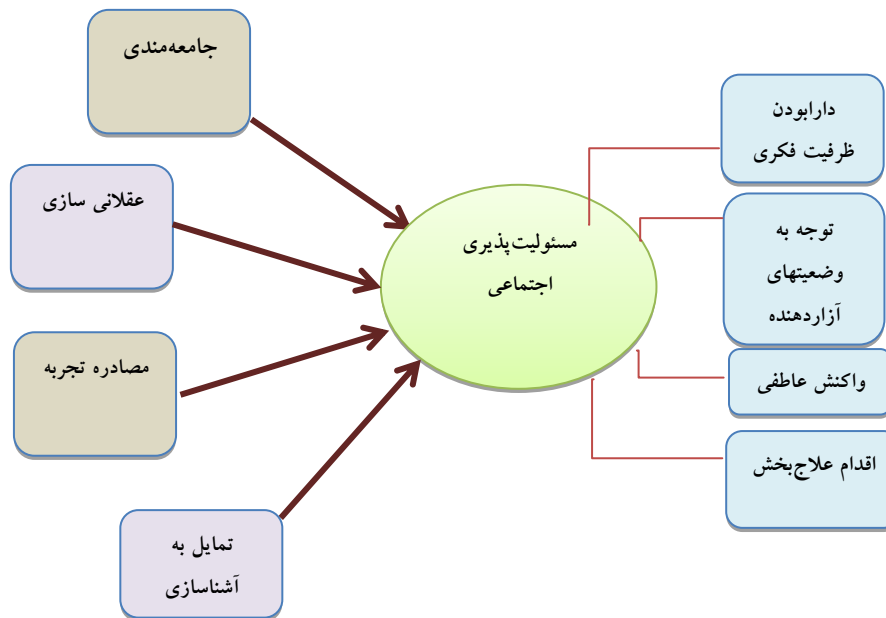 جامعه‌مندی
عقلانی سازی
مصادره تجربه
تمایل به
آشناسازی
مسئولیت‌پذیری
اجتماعی
دارابودن
ظرفیت فکری
توجه به
وضعیتهای
آزاردهنده
واکنش عاطفی
اقدام علاج‌بخش